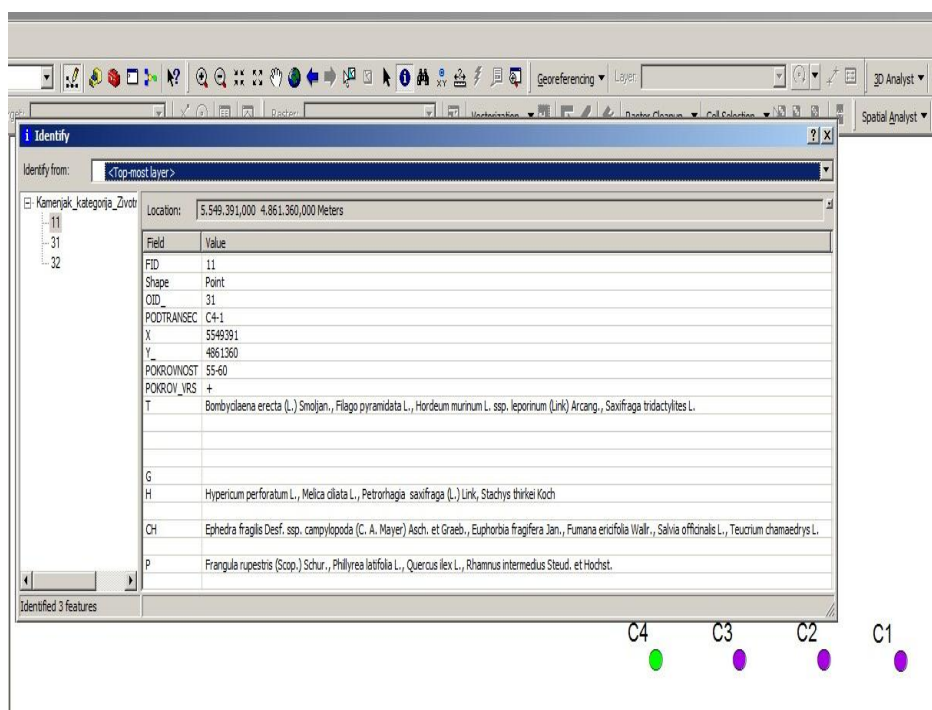 Georeferencing Layer: 3D Analyst
Raster: Spatial Analyst
Identify
Identify from: <Top-most layer>
Kamenjak_kategorija_Zivotr
11
31
32
Location: 5.549.391,000 4.861.360,000 Meters
Field Value
FID 11
Shape Point
OID_ 31
PODTRANSEC C4-1
X 5549391
Y_ 4861360
POKROVNOST 55-60
POKROV_VRS +
T Bombycilaena erecta (L.) Smoljan., Filago pyramidata L., Hordeum murinum L. ssp. leporinum (Link) Arcang., Saxifraga tridactylites L.
G
H Hypericum perforatum L., Melica ciliata L., Petrorhagia saxifraga (L.) Link, Stachys thirkei Koch
CH Ephedra fragilis Desf. ssp. campylopoda (C. A. Mayer) Asch. et Graeb., Euphorbia fragifera Jan., Fumana ericifolia Wallr., Salvia officinalis L., Teucrium chamaedrys L.
P Frangula rupestris (Scop.) Schur., Phillyrea latifolia L., Quercus ilex L., Rhamnus intermedius Steud. et Hochst.
Identified 3 features
C4 C3 C2 C1